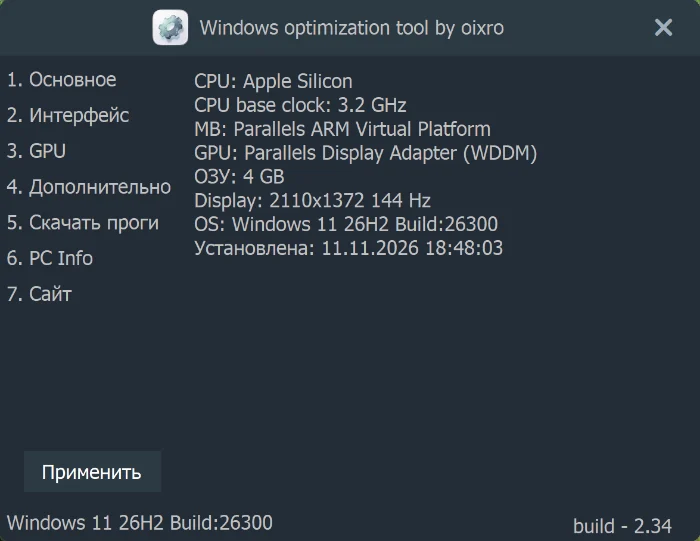 Windows optimization tool by oixro
1. Основное
2. Интерфейс
3. GPU
4. Дополнительно
5. Скачать проги
6. PC Info
7. Сайт
CPU: Apple Silicon
CPU base clock: 3.2 GHz
MB: Parallels ARM Virtual Platform
GPU: Parallels Display Adapter (WDDM)
ОЗУ: 4 GB
Display: 2110x1372 144 Hz
OS: Windows 11 26H2 Build:26300
Установлена: 11.11.2026 18:48:03
Применить
Windows 11 26H2 Build:26300
build - 2.34